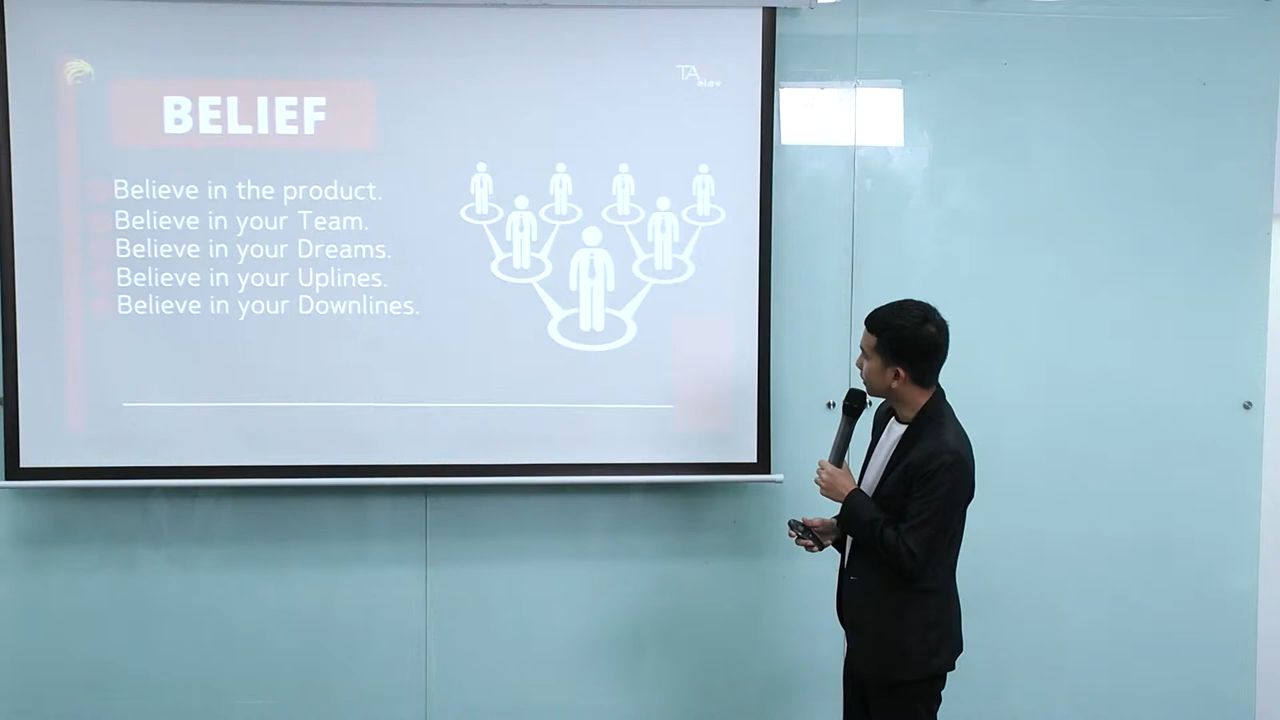 TA
BELIEF
Believe in the product.
Believe in your Team.
Believe in your Dreams.
Believe in your Uplines.
Believe in your Downlines.